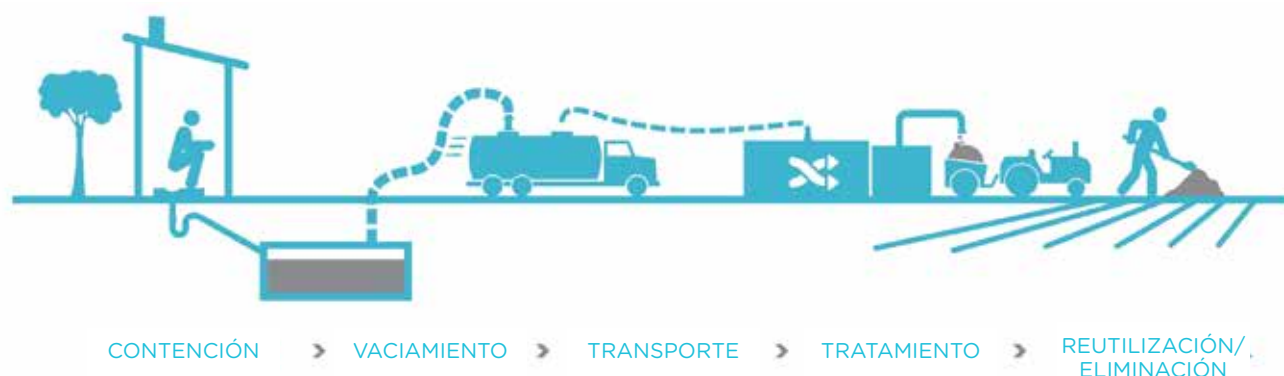 CONTENCIÓN > VACIAMIENTO > TRANSPORTE > TRATAMIENTO > REUTILIZACIÓN/
ELIMINACIÓN